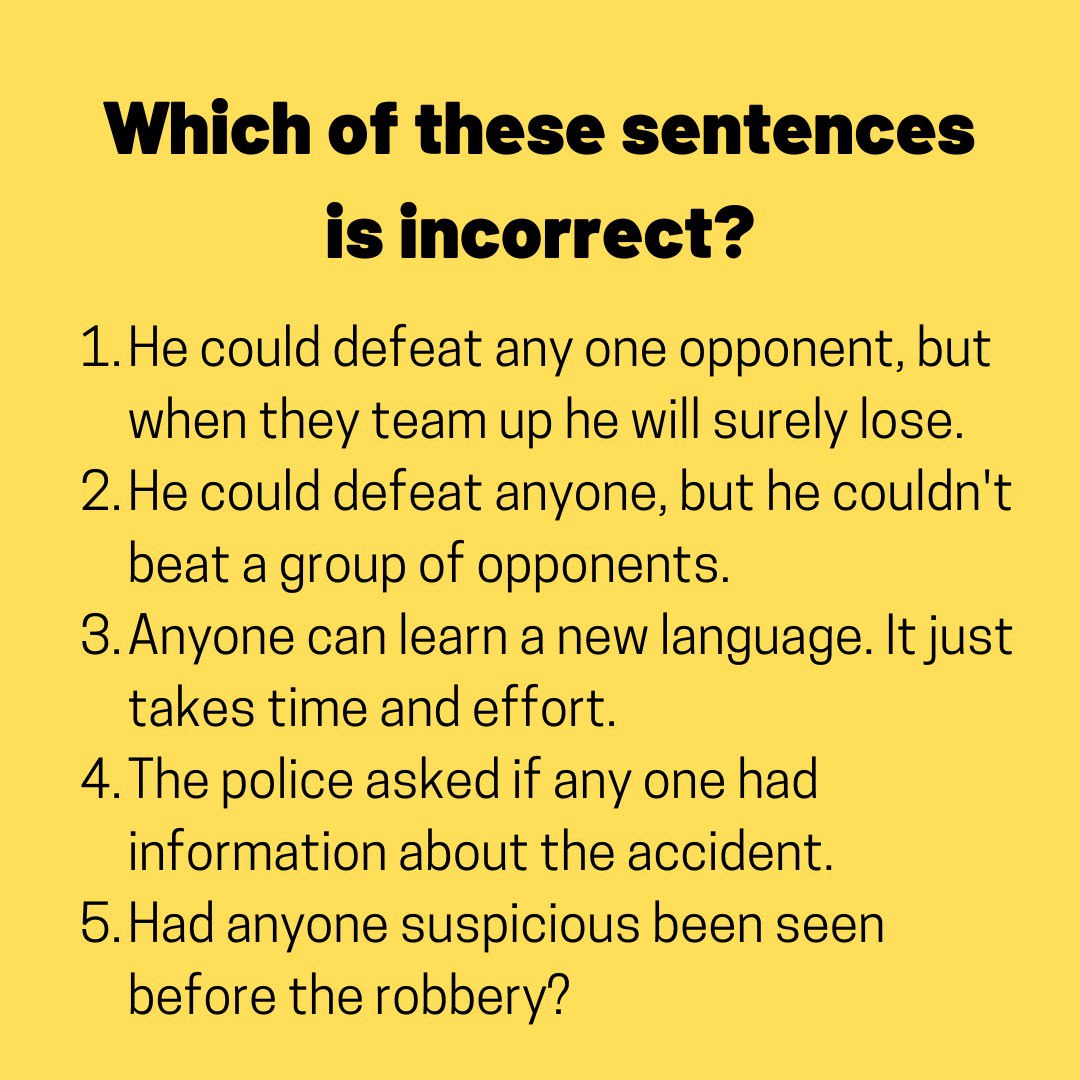 Which of these sentences
is incorrect?
1. He could defeat any one opponent, but
when they team up he will surely lose.
2. He could defeat anyone, but he couldn't
beat a group of opponents.
3. Anyone can learn a new language. It just
takes time and effort.
4. The police asked if any one had
information about the accident.
5. Had anyone suspicious been seen
before the robbery?